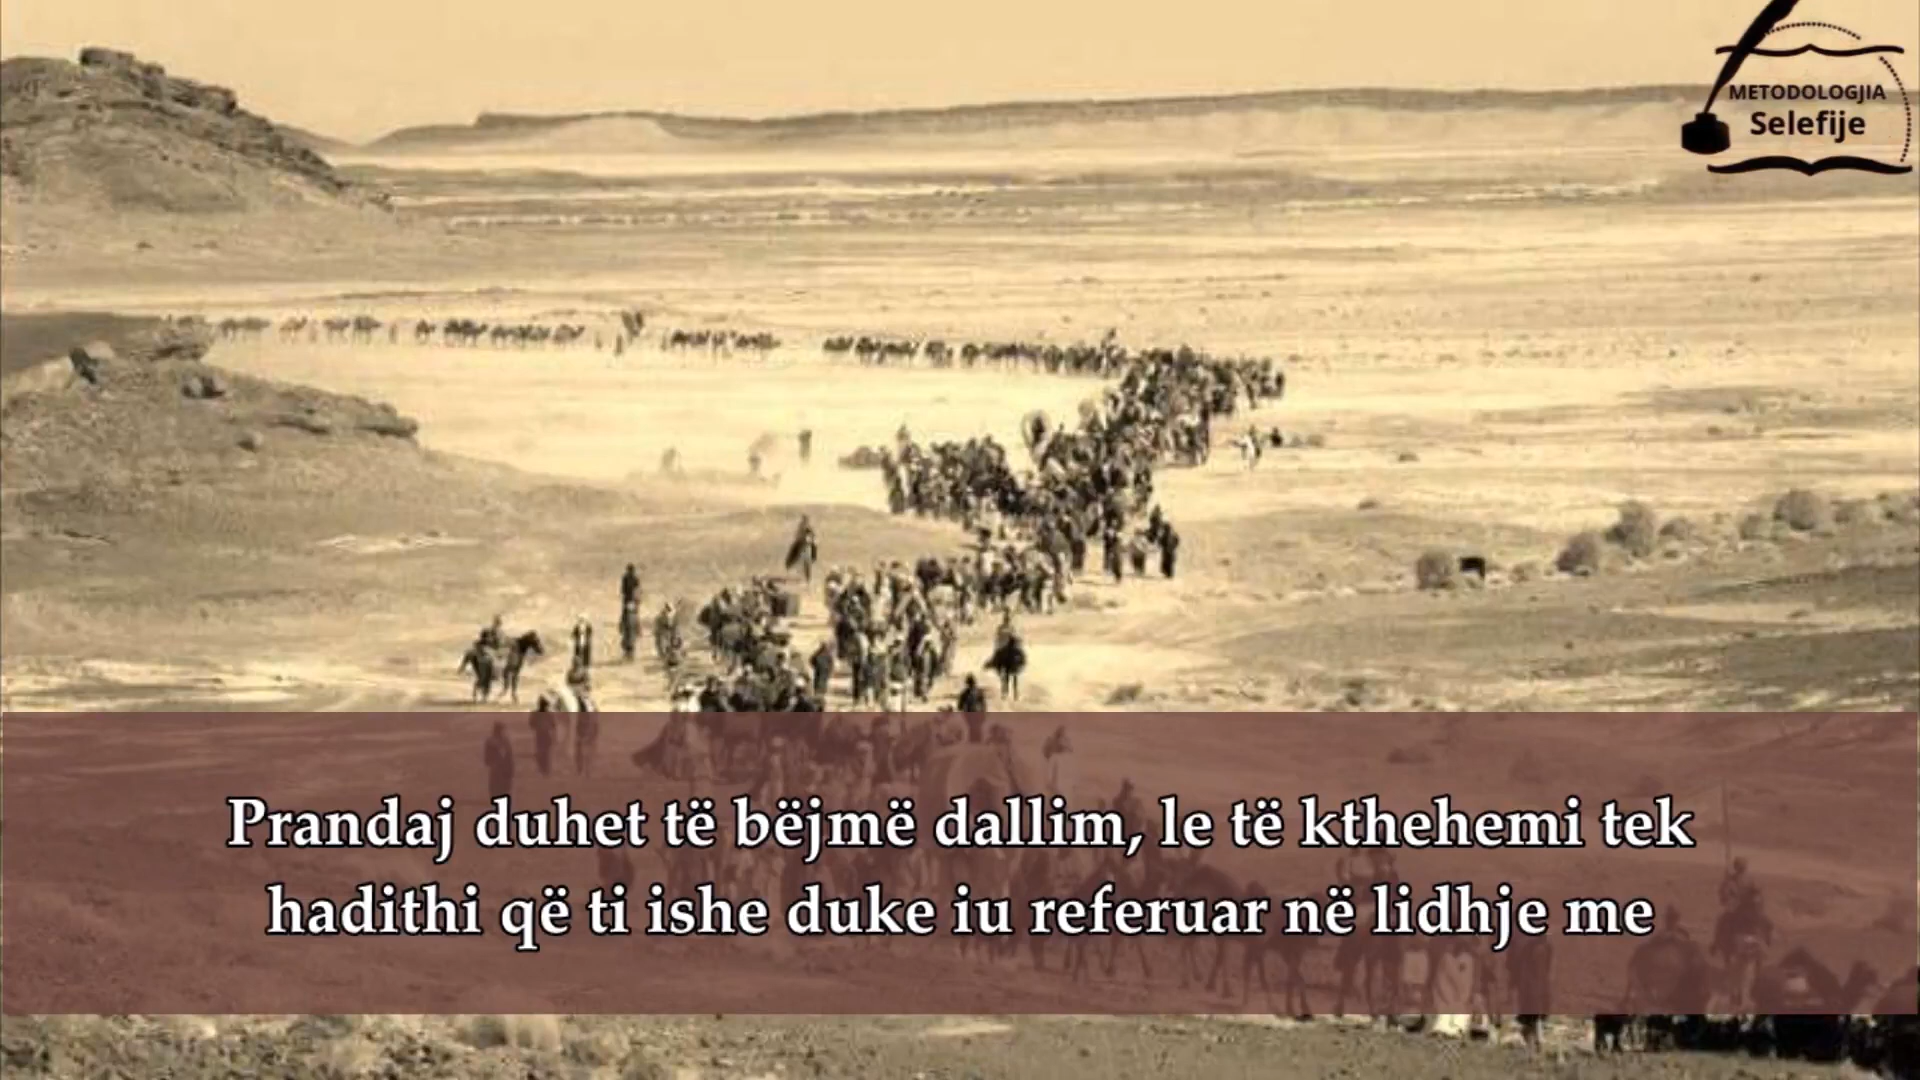 METODOLOGJIA
Selefije
Prandaj duhet të bëjmë dallim, le të kthehemi tek
hadithi që ti ishe duke iu referuar në lidhje me